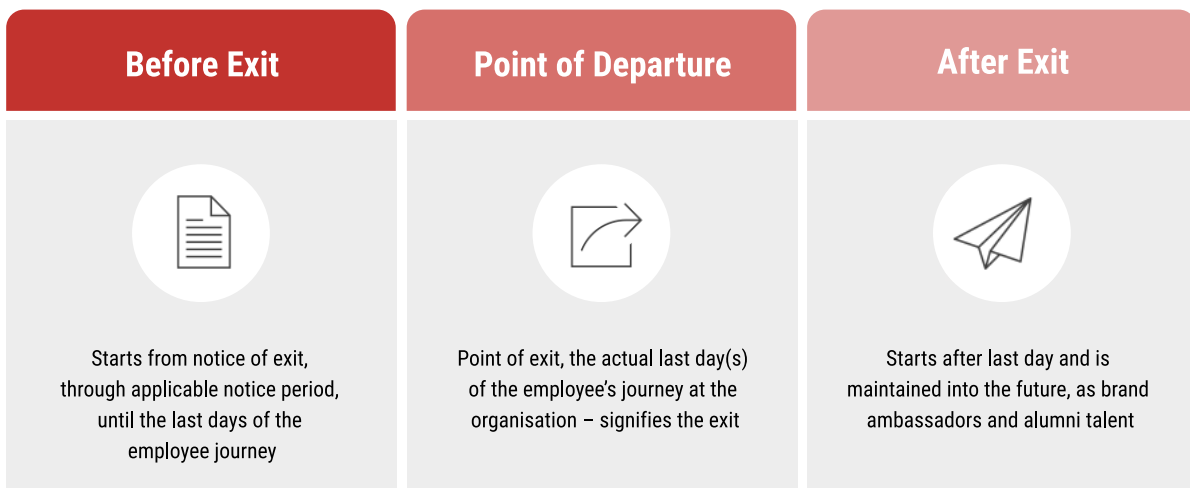 Before Exit
Starts from notice of exit,
through applicable notice period,
until the last days of the
employee journey
Point of Departure
Point of exit, the actual last day(s)
of the employee’s journey at the
organisation – signifies the exit
After Exit
Starts after last day and is
maintained into the future, as brand
ambassadors and alumni talent